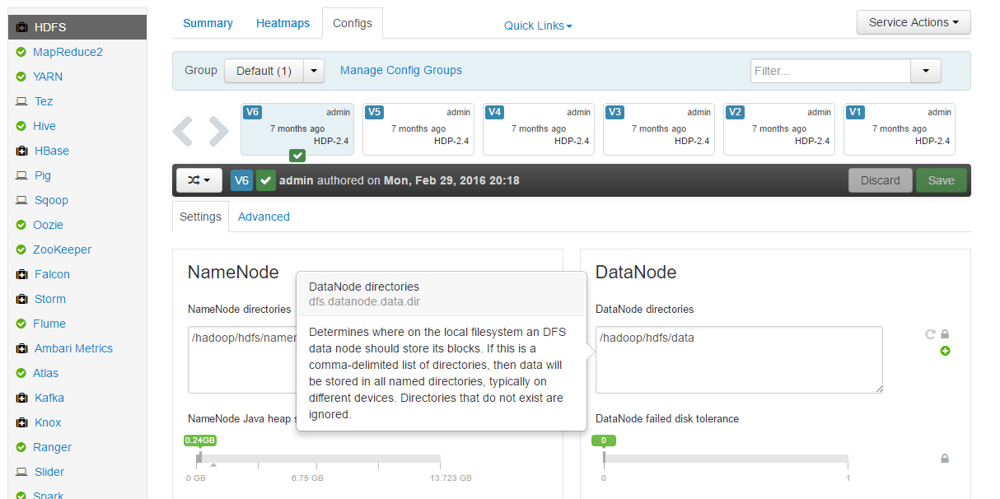 HDFS
MapReduce2
YARN
Tez
Hive
HBase
Pig
Sqoop
Oozie
ZooKeeper
Falcon
Storm
Flume
Ambari Metrics
Atlas
Kafka
Knox
Ranger
Slider
Spark
Summary Heatmaps Configs Quick Links Service Actions
Group Default (1) Manage Config Groups Filter...
V6 admin
7 months ago
HDP-2.4
V5 admin
7 months ago
HDP-2.4
V4 admin
7 months ago
HDP-2.4
V3 admin
7 months ago
HDP-2.4
V2 admin
7 months ago
HDP-2.4
V1 admin
7 months ago
HDP-2.4
V6 admin authored on Mon, Feb 29, 2016 20:18 Discard Save
Settings Advanced
NameNode
NameNode directories
/hadoop/hdfs/namen
NameNode Java heap
0.24GB
0 GB 6.75 GB 13.723 GB
DataNode directories
dfs.datanode.data.dir
Determines where on the local filesystem an DFS
data node should store its blocks. If this is a
comma-delimited list of directories, then data will
be stored in all named directories, typically on
different devices. Directories that do not exist are
ignored.
DataNode
DataNode directories
/hadoop/hdfs/data
DataNode failed disk tolerance
0
0 1